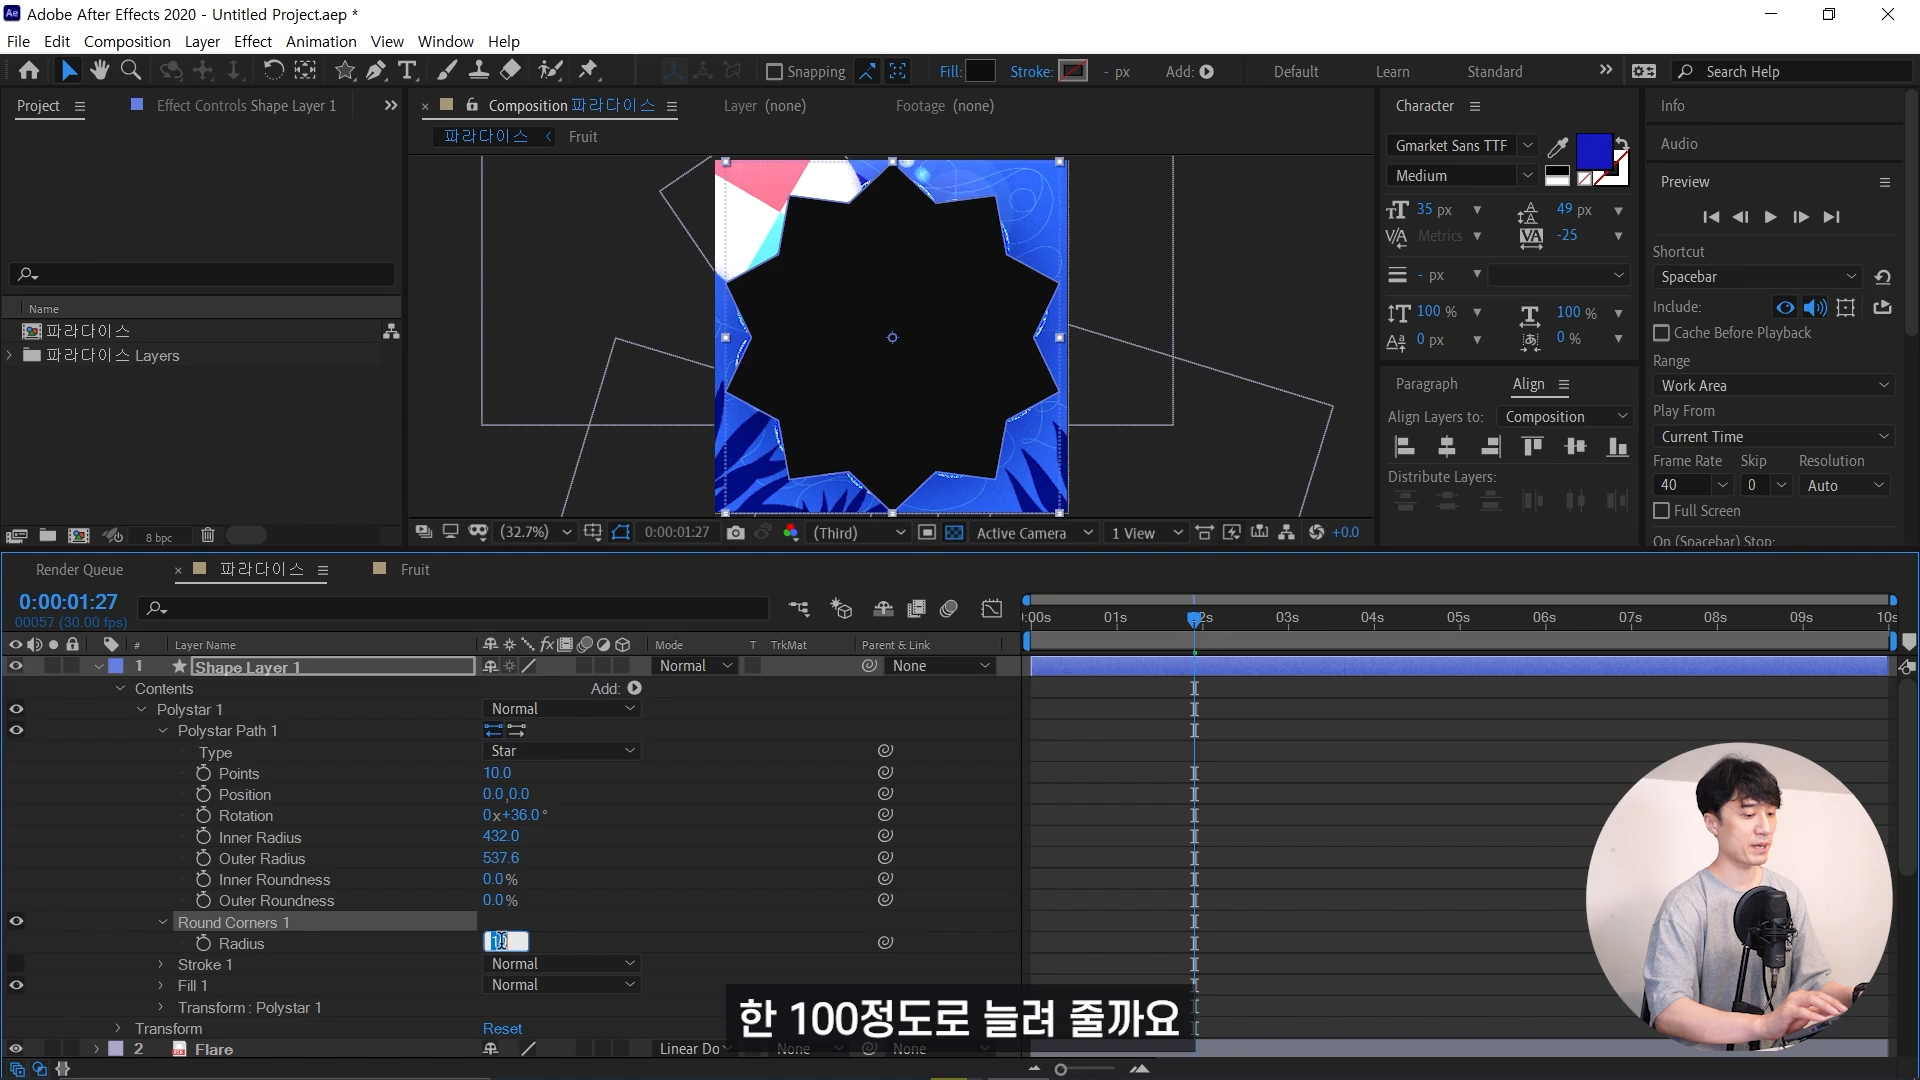 Ae Adobe After Effects 2020 - Untitled Project.aep *
File Edit Composition Layer Effect Animation View Window Help
Snapping Fill: Stroke: - px Add: Default Learn Standard Search Help
Project Effect Controls Shape Layer 1
Composition 파라다이스 Layer (none) Footage (none)
파라다이스 Fruit
Name
파라다이스
파라다이스 Layers
8 bpc
(32.7%) 0:00:01:27 (Third) Active Camera 1 View +0.0
Character
Gmarket Sans TTF
Medium
35 px 49 px
Metrics -25
- px
100 % 100 %
0 px 0 %
Paragraph Align
Align Layers to: Composition
Distribute Layers:
Info
Audio
Preview
Shortcut
Spacebar
Include:
Cache Before Playback
Range
Work Area
Play From
Current Time
Frame Rate Skip Resolution
40 0 Auto
Full Screen
On (Spacebar) Stop:
Render Queue 파라다이스 Fruit
0:00:01:27
00057 (30.00 fps)
:00s 01s 2s 03s 04s 05s 06s 07s 08s 09s 10s
# Layer Name Mode T TrkMat Parent & Link
1 Shape Layer 1 Normal None
Contents Add:
Polystar 1 Normal
Polystar Path 1
Type Star
Points 10.0
Position 0.0,0.0
Rotation 0x+36.0°
Inner Radius 432.0
Outer Radius 537.6
Inner Roundness 0.0%
Outer Roundness 0.0%
Round Corners 1
Radius
Stroke 1 Normal
Fill 1 Normal
Transform : Polystar 1
Transform Reset
2 Flare Linear Do None None
한 100정도로 늘려 줄까요